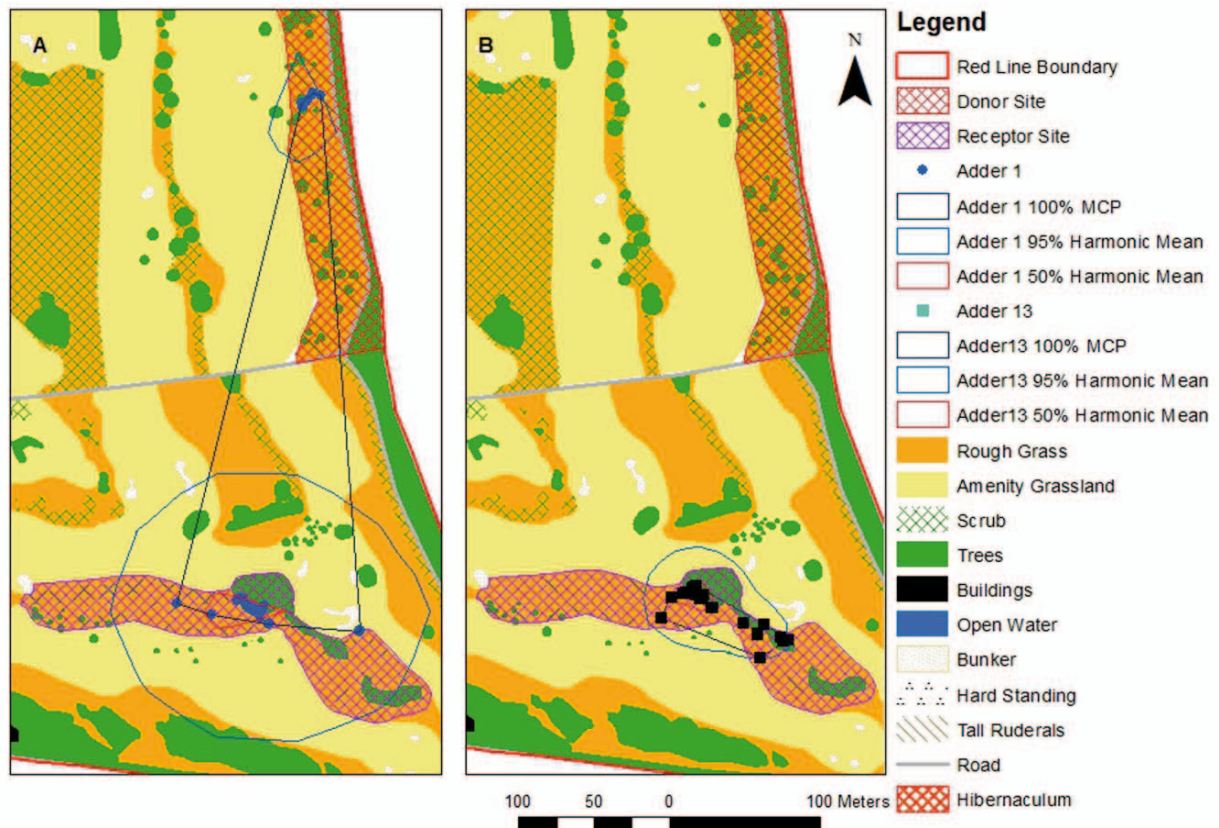 A
B
N
Legend
Red Line Boundary
Donor Site
Receptor Site
Adder 1
Adder 1 100% MCP
Adder 1 95% Harmonic Mean
Adder 1 50% Harmonic Mean
Adder 13
Adder13 100% MCP
Adder13 95% Harmonic Mean
Adder13 50% Harmonic Mean
Rough Grass
Amenity Grassland
Scrub
Trees
Buildings
Open Water
Bunker
Hard Standing
Tall Ruderals
Road
Hibernaculum
100 50 0 100 Meters